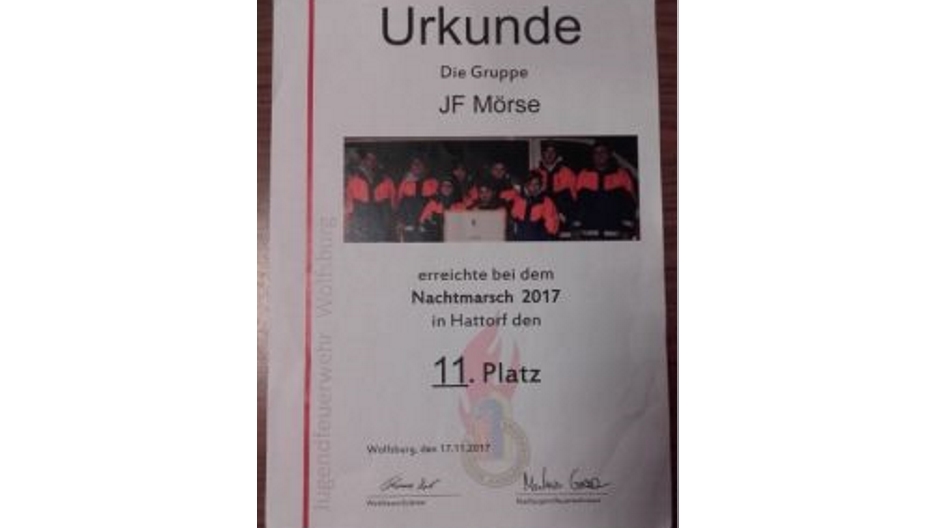 Urkunde
Die Gruppe
JF Mörse
erreichte bei dem
Nachtmarsch 2017
in Hattorf den
11. Platz
Wolfsburg, den 17.11.2017
Jugendfeuerwehr Wolfsburg